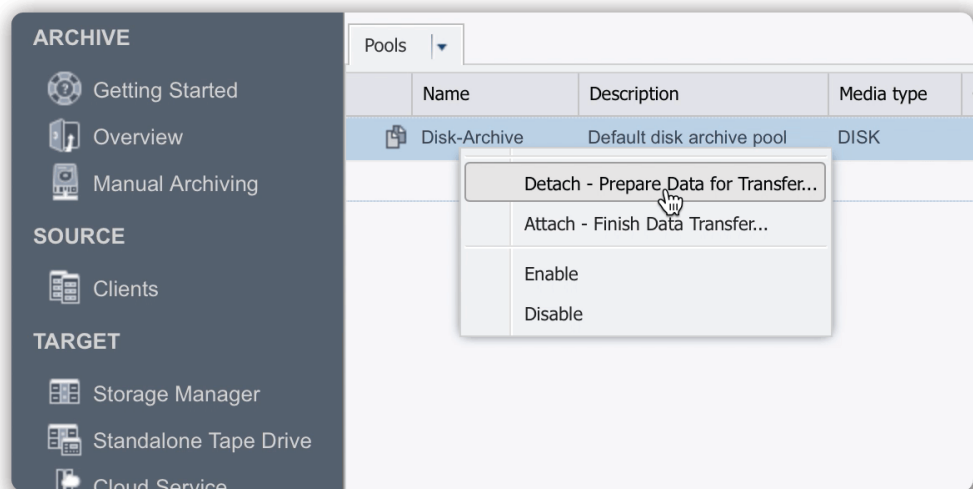 ARCHIVE
Getting Started
Overview
Manual Archiving
SOURCE
Clients
TARGET
Storage Manager
Standalone Tape Drive
Cloud Service
Pools
Name Description Media type
Disk-Archive Default disk archive pool DISK
Detach - Prepare Data for Transfer...
Attach - Finish Data Transfer...
Enable
Disable